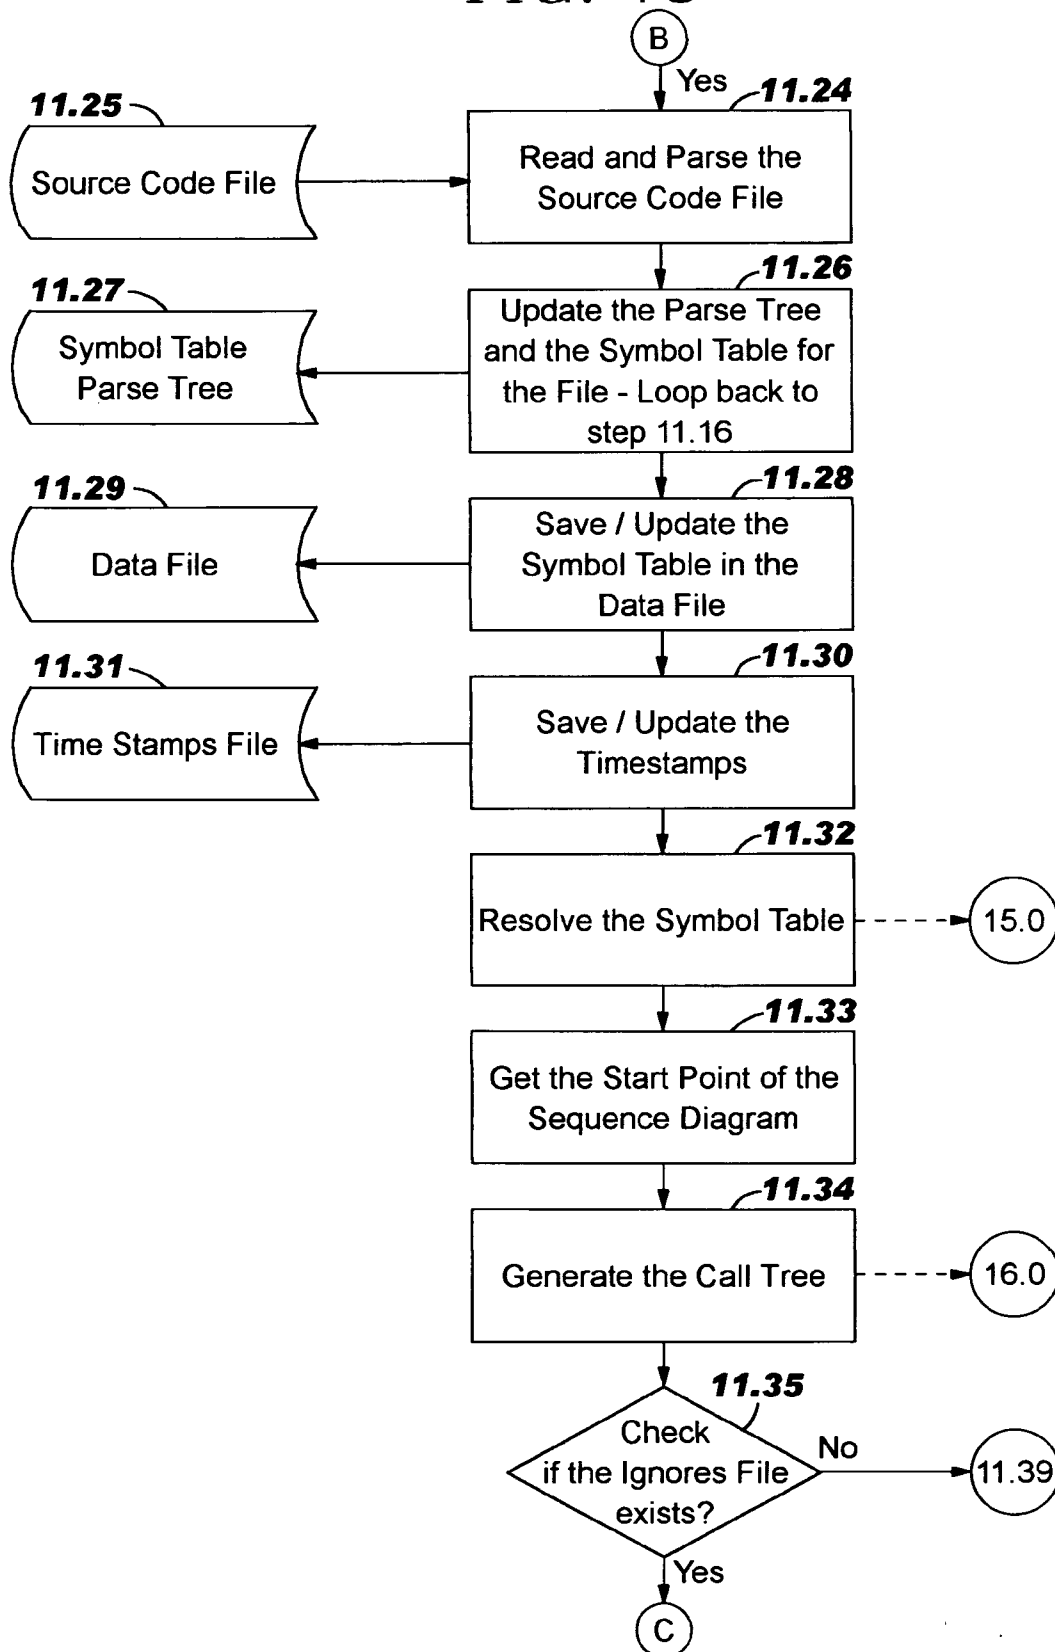 B
Yes
11.24
11.25
Source Code File
Read and Parse the
Source Code File
11.26
11.27
Symbol Table
Parse Tree
Update the Parse Tree
and the Symbol Table for
the File - Loop back to
step 11.16
11.28
11.29
Data File
Save / Update the
Symbol Table in the
Data File
11.30
11.31
Time Stamps File
Save / Update the
Timestamps
11.32
Resolve the Symbol Table
15.0
11.33
Get the Start Point of the
Sequence Diagram
11.34
Generate the Call Tree
16.0
11.35
Check
if the Ignores File
exists?
No
11.39
Yes
C